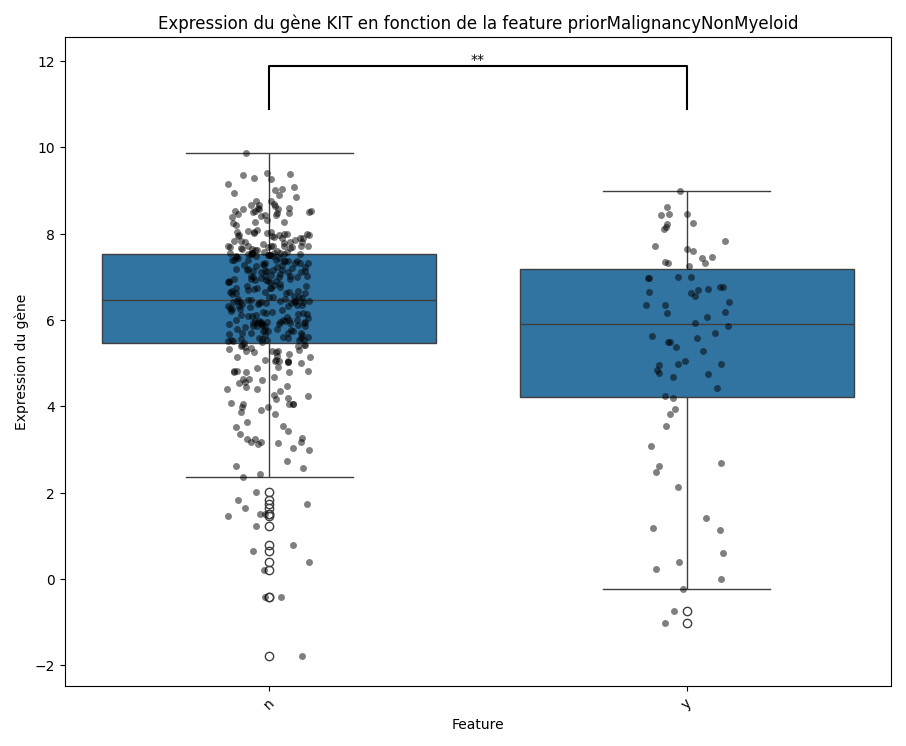 Expression du gène KIT en fonction de la feature priorMalignancyNonMyeloid
**
12
10
8
6
4
2
0
−2
Expression du gène
n
y
Feature